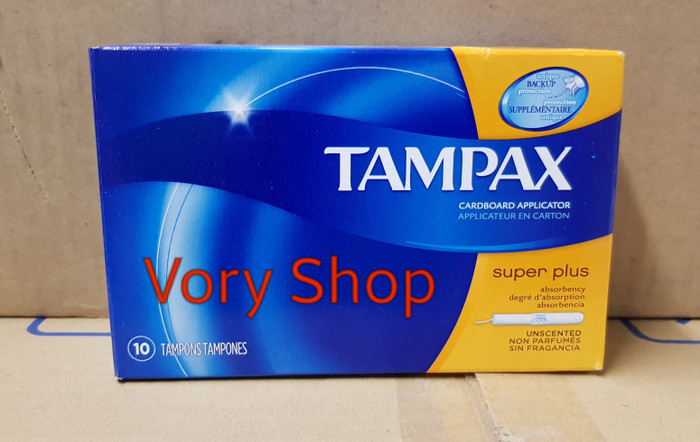 unique
BACKUP
protection
protection
SUPPLÉMENTAIRE
unique
TAMPAX
CARDBOARD APPLICATOR
APPLICATEUR EN CARTON
Vory Shop
super plus
absorbency
degré d'absorption
absorbencia
UNSCENTED
NON PARFUMÉS
SIN FRAGANCIA
10 TAMPONS TAMPONES